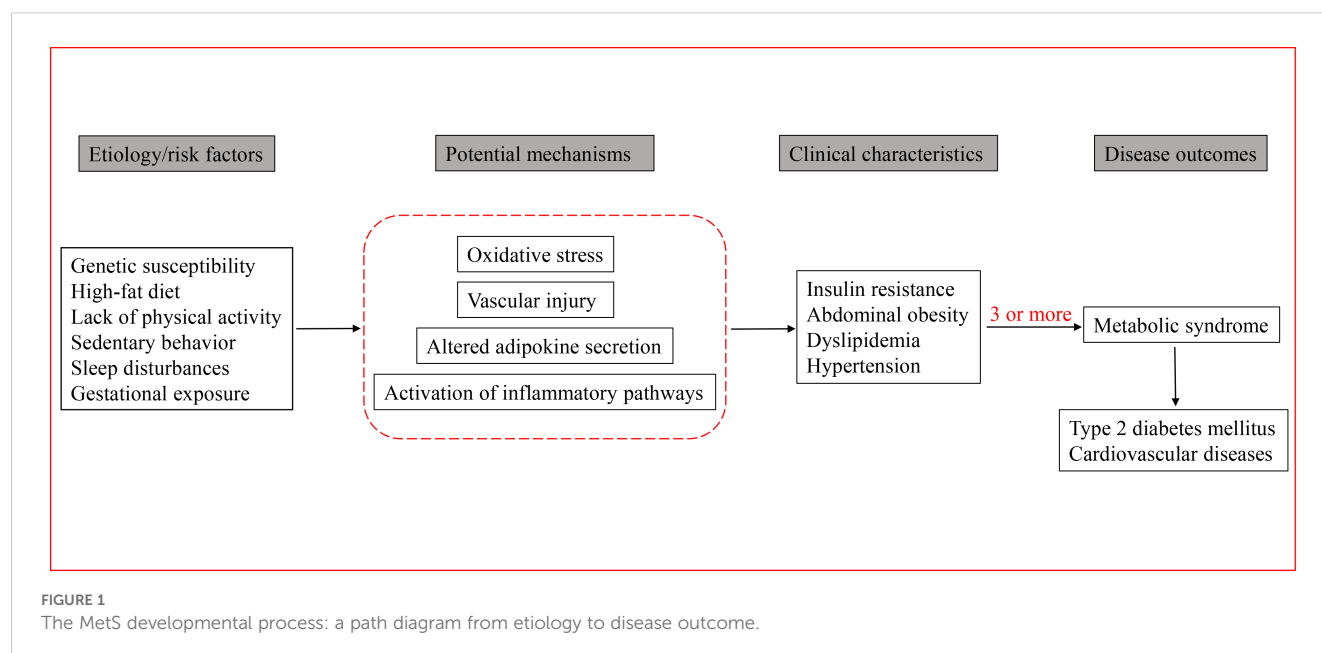 Etiology/risk factors
Potential mechanisms
Clinical characteristics
Disease outcomes
Genetic susceptibility
High-fat diet
Lack of physical activity
Sedentary behavior
Sleep disturbances
Gestational exposure
Oxidative stress
Vascular injury
Altered adipokine secretion
Activation of inflammatory pathways
Insulin resistance
Abdominal obesity
Dyslipidemia
Hypertension
3 or more
Metabolic syndrome
Type 2 diabetes mellitus
Cardiovascular diseases
FIGURE 1
The MetS developmental process: a path diagram from etiology to disease outcome.